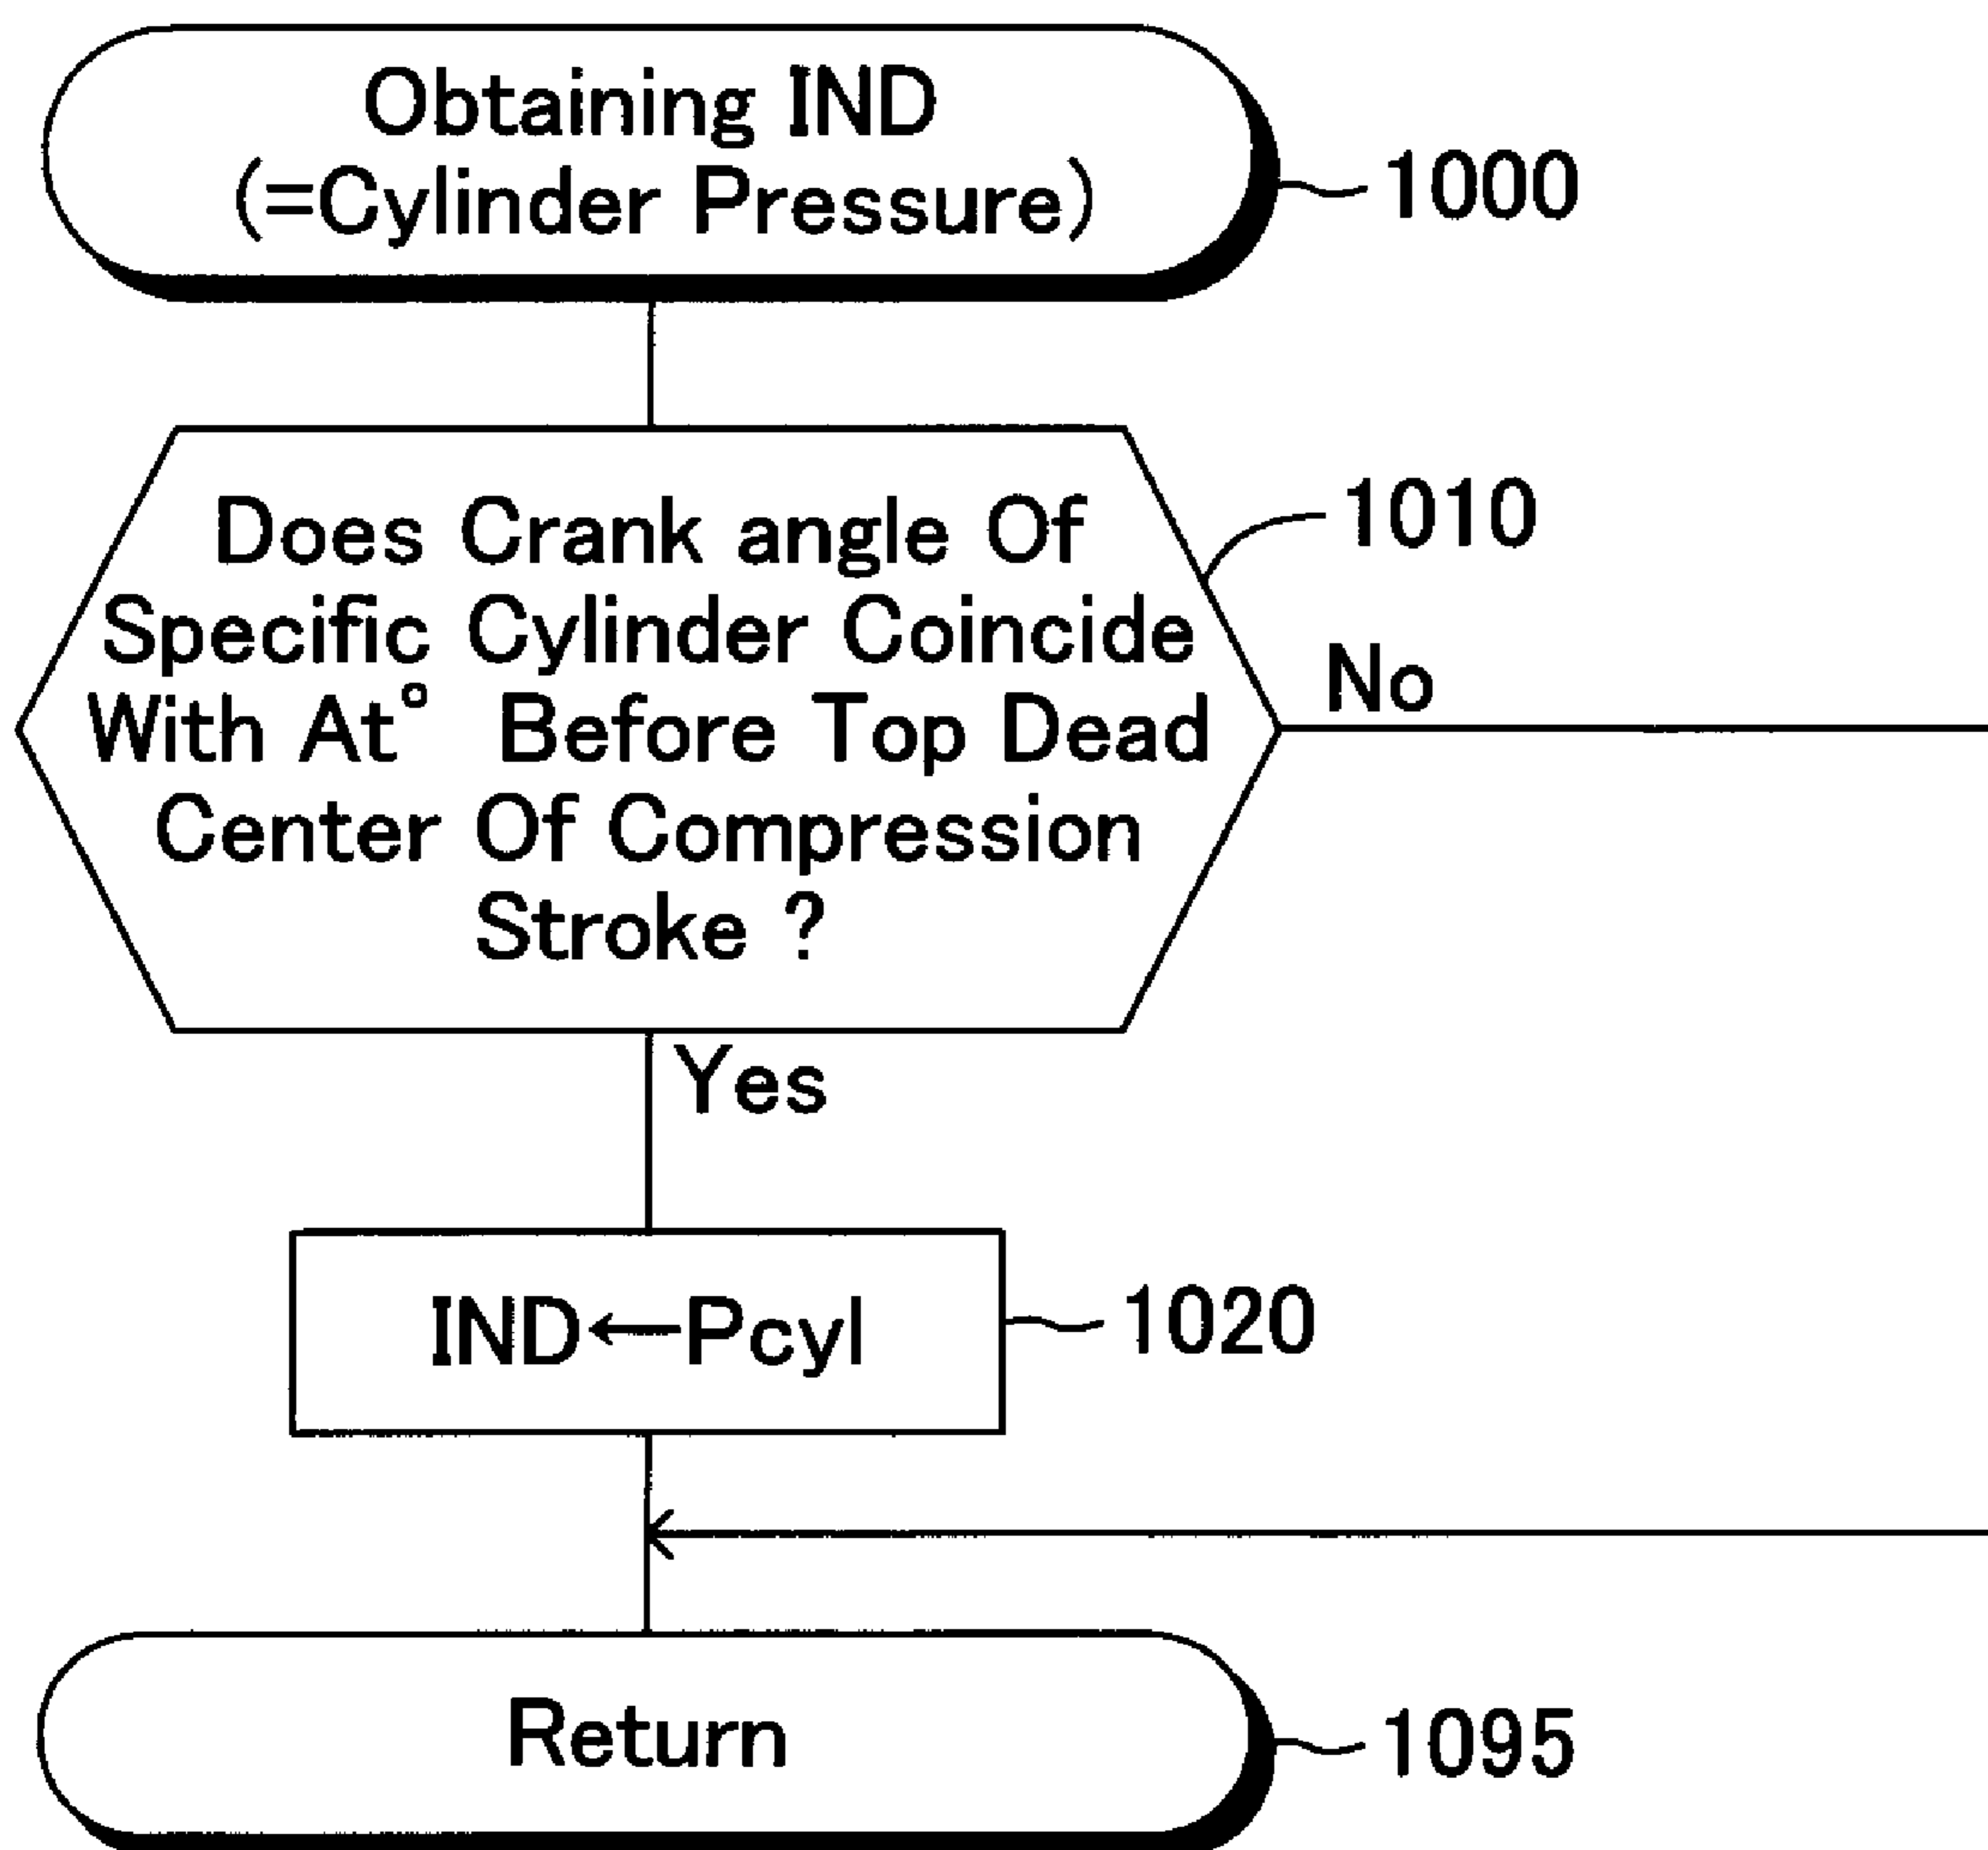 Obtaining IND
(=Cylinder Pressure)
1000
Does Crank angle Of
Specific Cylinder Coincide
With At° Before Top Dead
Center Of Compression
Stroke ?
1010
No
Yes
IND←Pcyl
1020
Return
1095